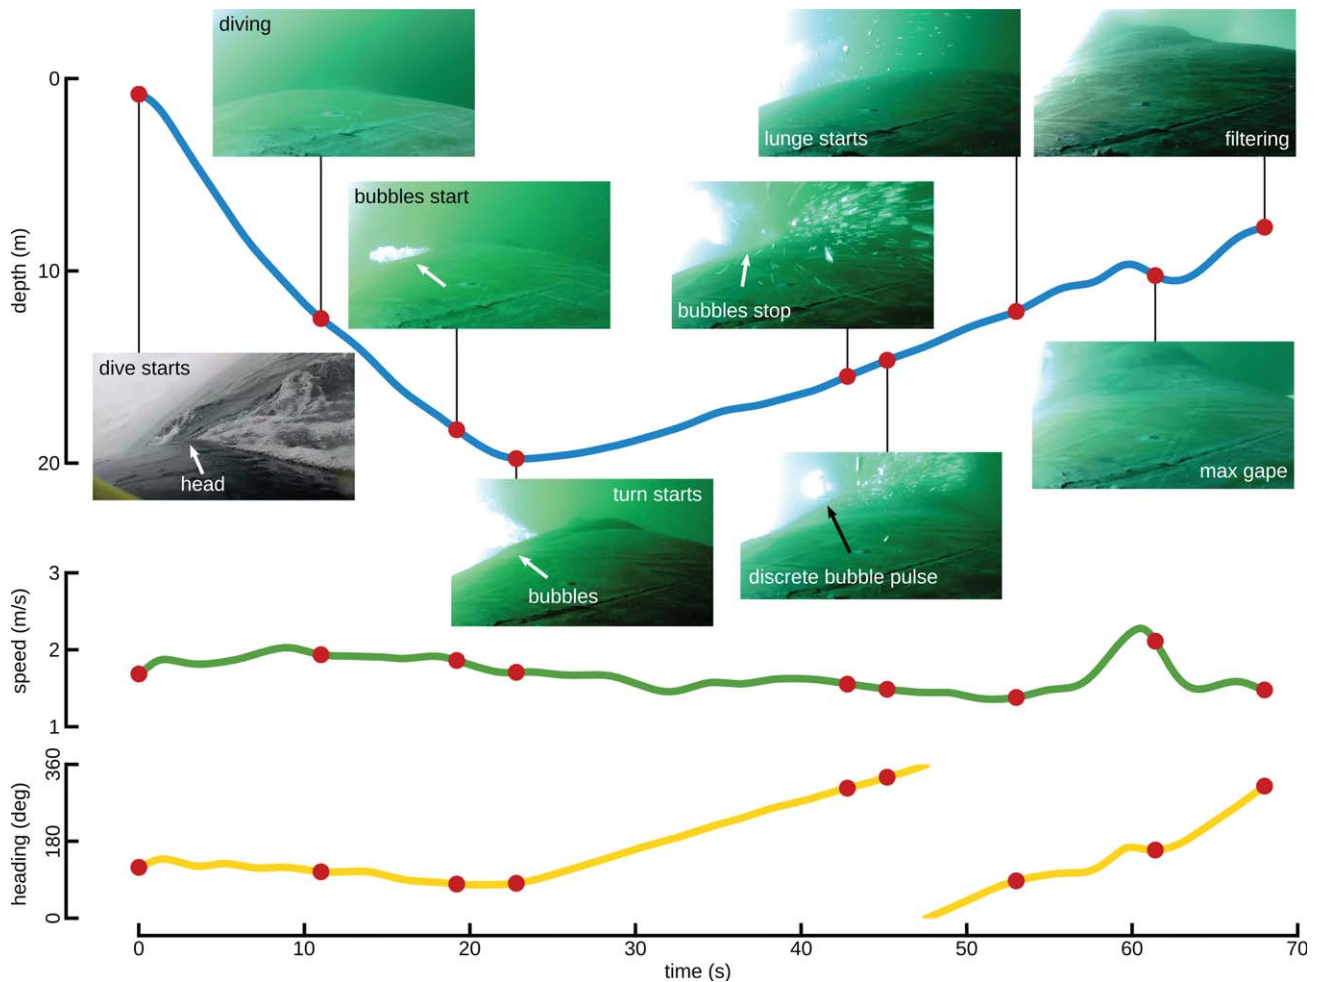 diving
lunge starts
filtering
bubbles start
bubbles stop
dive starts
head
max gape
turn starts
bubbles
discrete bubble pulse
depth (m)
0
10
20
speed (m/s)
3
2
1
heading (deg)
360
180
0
0 10 20 30 40 50 60 70
time (s)